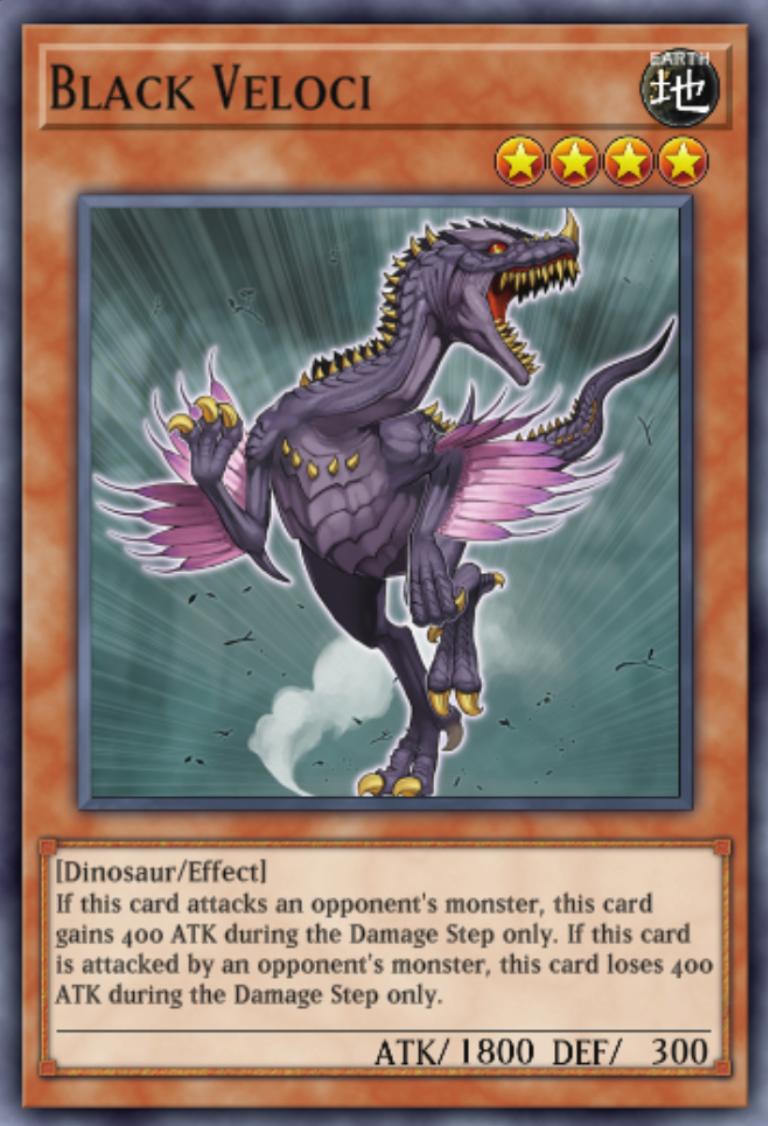 Black Veloci
EARTH
地
[Dinosaur/Effect]
If this card attacks an opponent's monster, this card
gains 400 ATK during the Damage Step only. If this card
is attacked by an opponent's monster, this card loses 400
ATK during the Damage Step only.
ATK/ 1800 DEF/ 300